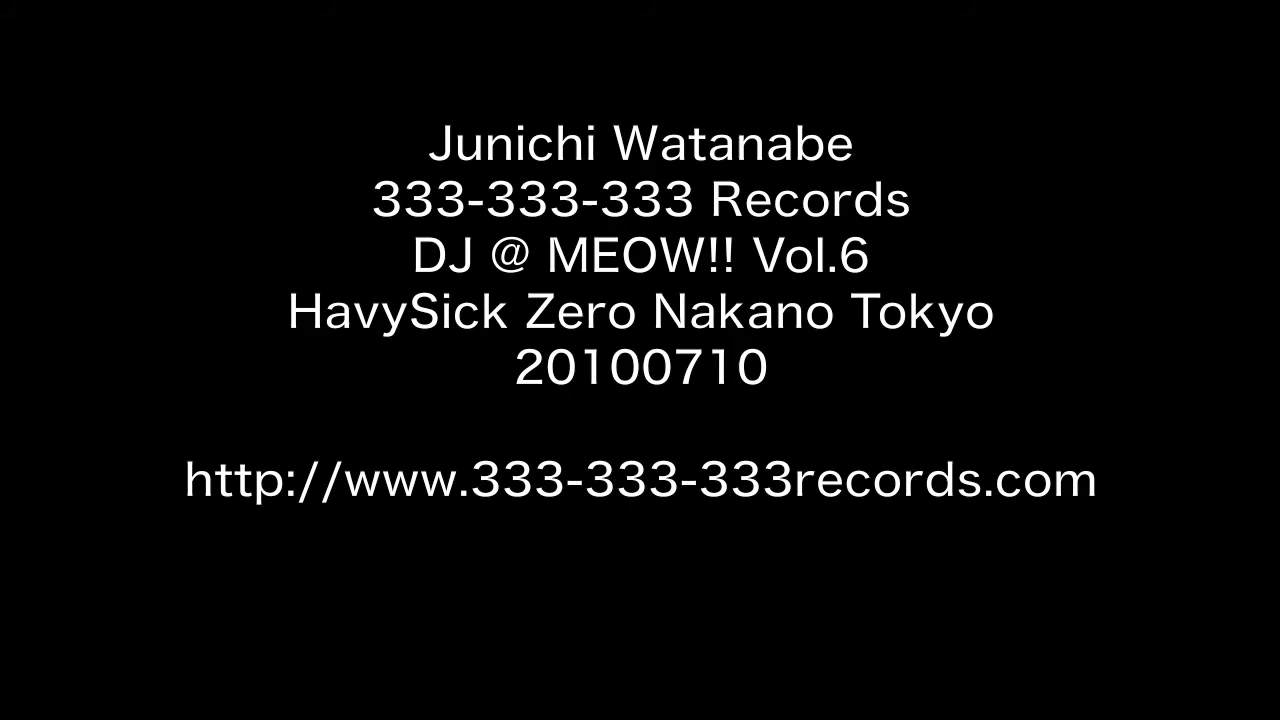 Junichi Watanabe
333-333-333 Records
DJ @ MEOW!! Vol.6
HavySick Zero Nakano Tokyo
20100710
http://www.333-333-333records.com